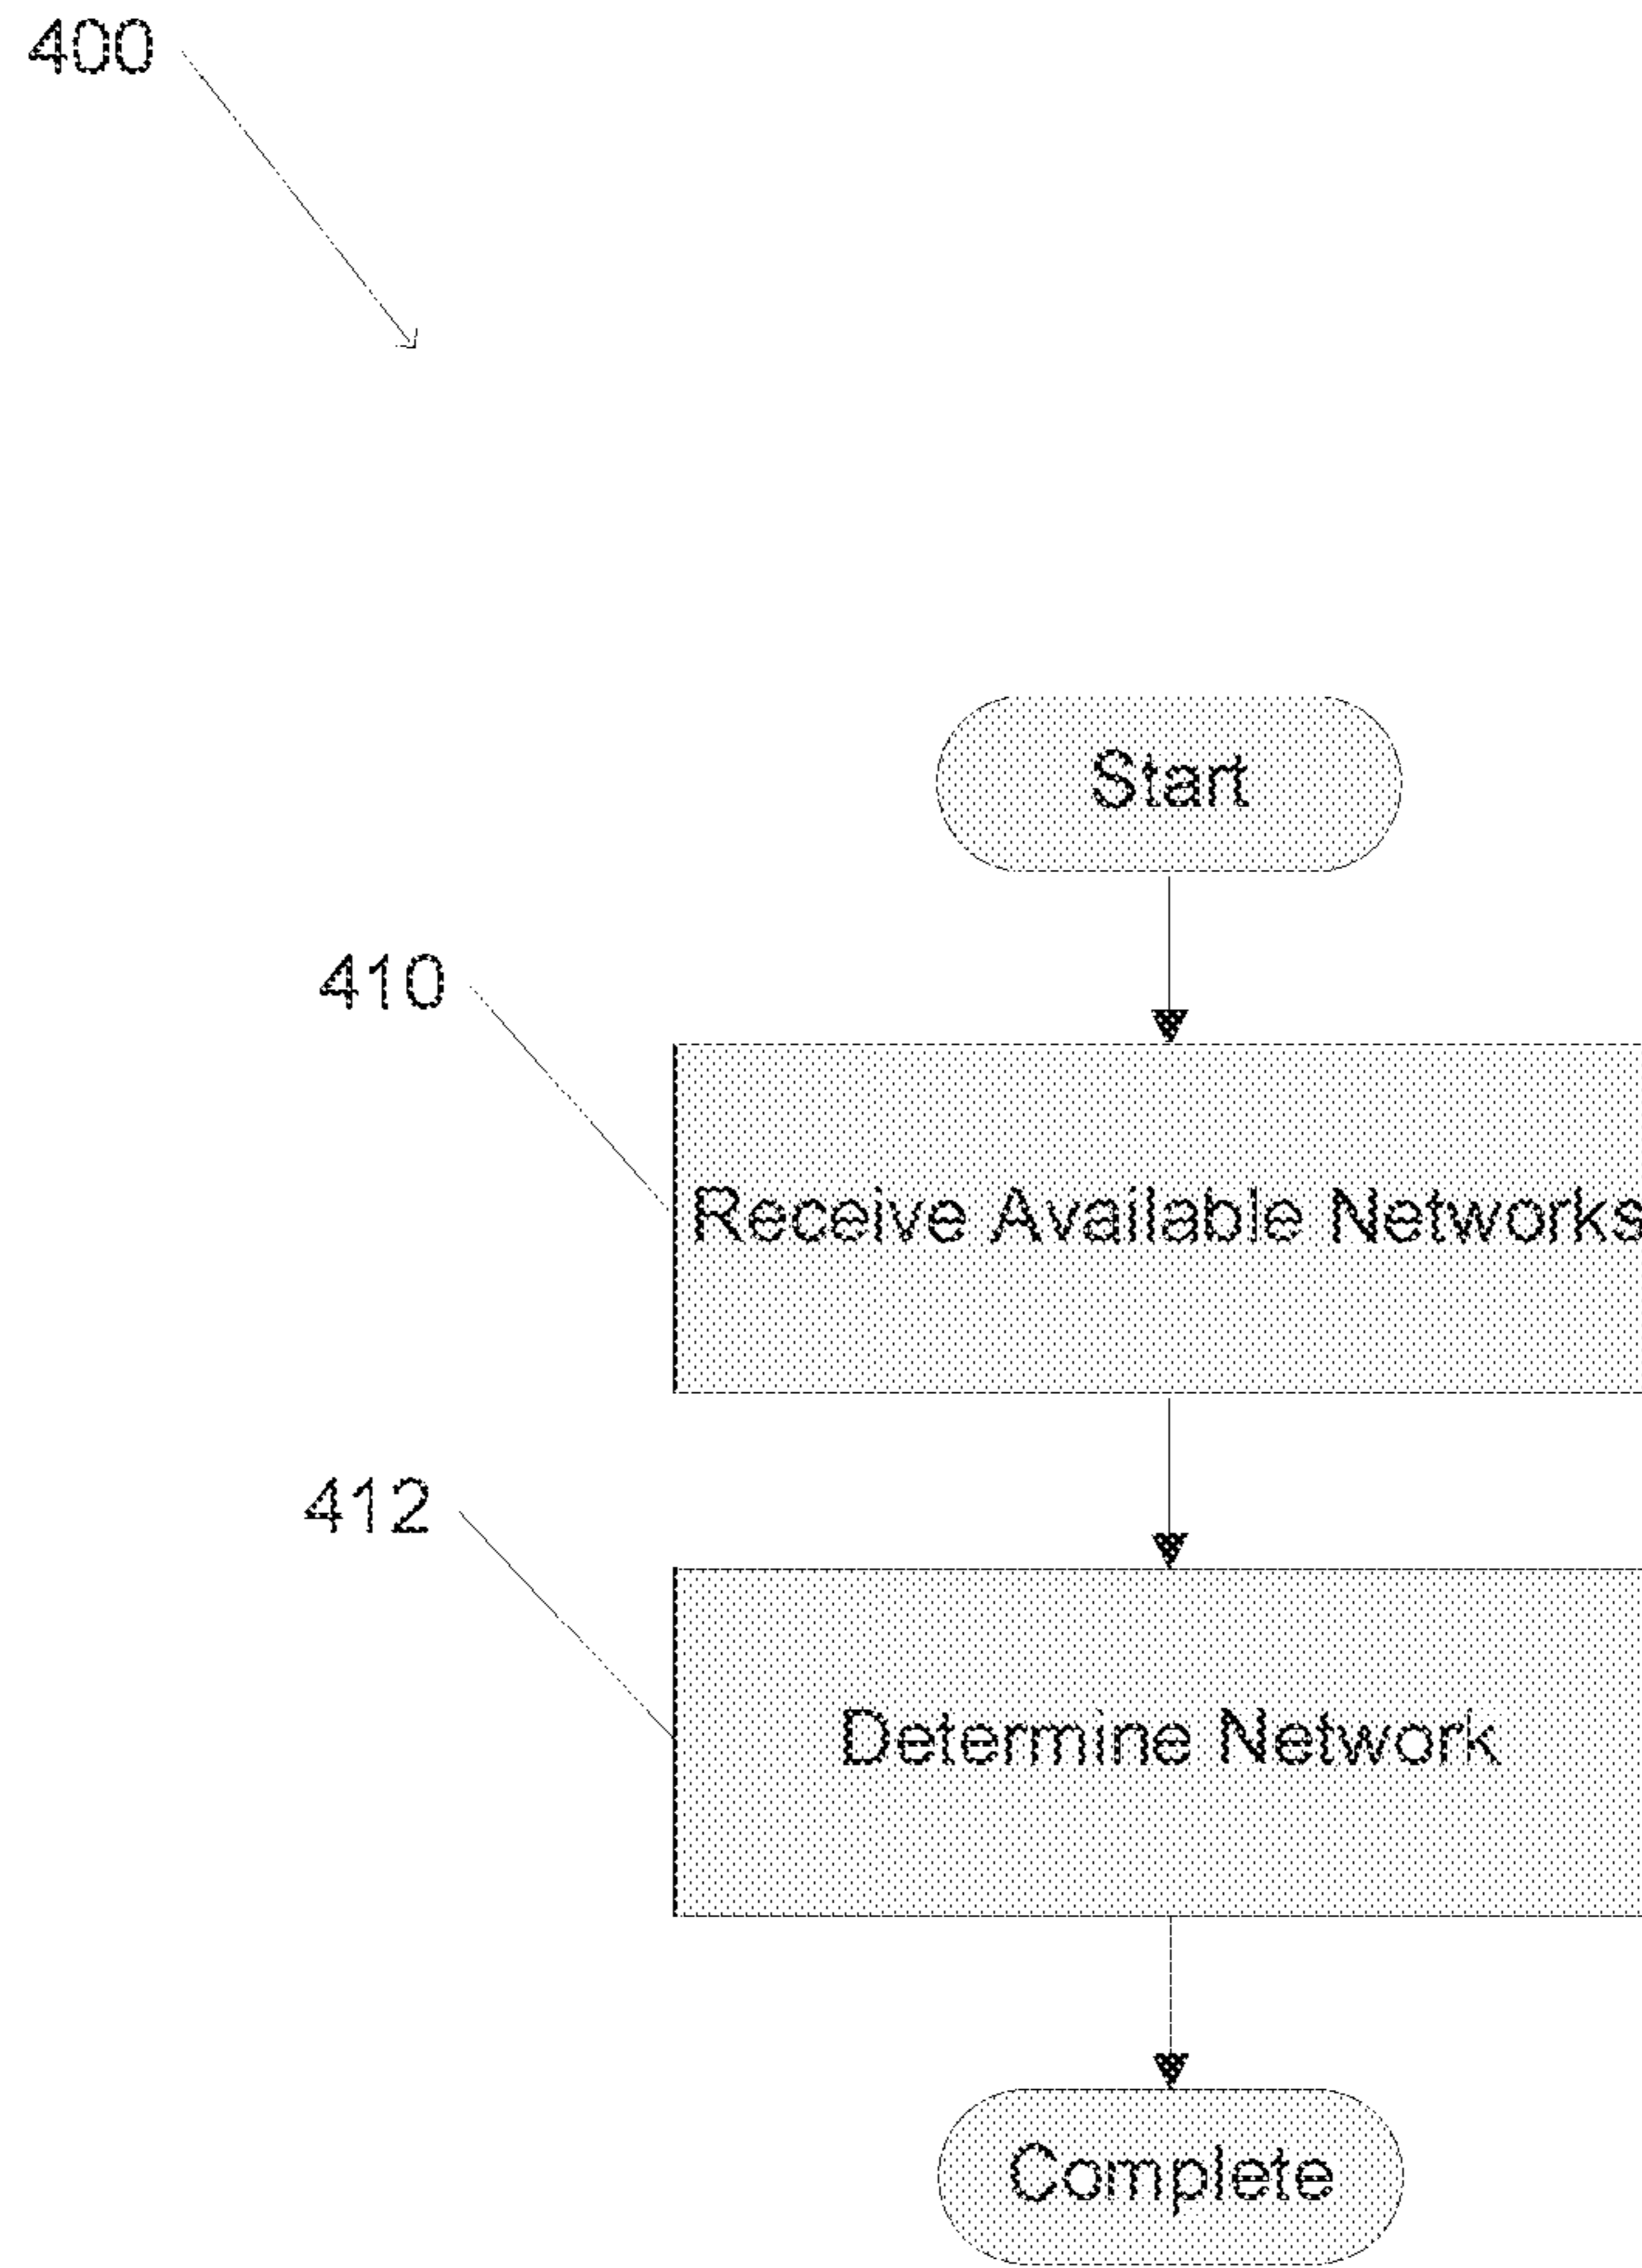 400
Start
410
Receive Available Networks
412
Determine Network
Complete